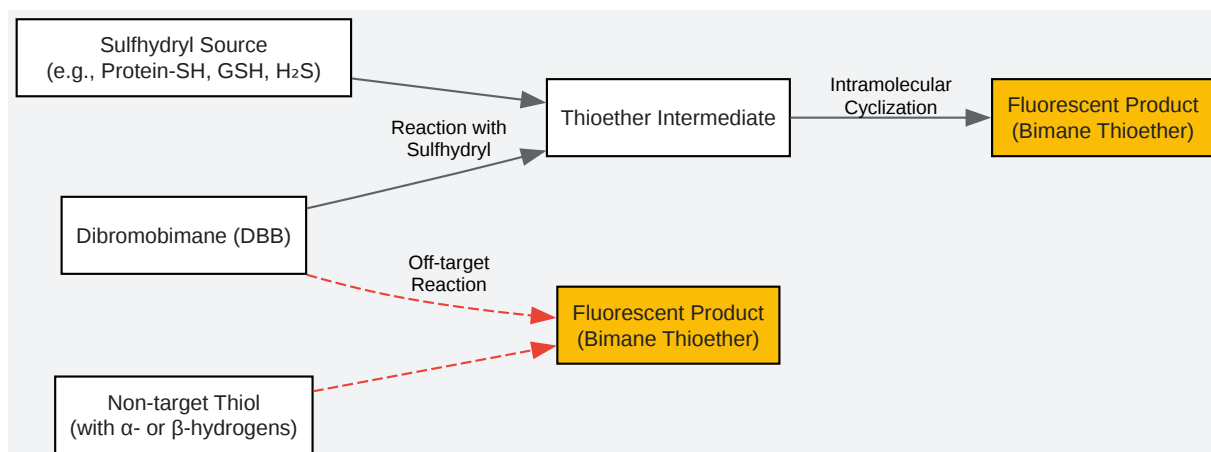 Sulfhydryl Source
(e.g., Protein-SH, GSH, H₂S)
Reaction with
Sulfhydryl
Thioether Intermediate
Intramolecular
Cyclization
Fluorescent Product
(Bimane Thioether)
Dibromobimane (DBB)
Off-target
Reaction
Fluorescent Product
(Bimane Thioether)
Non-target Thiol
(with α- or β-hydrogens)